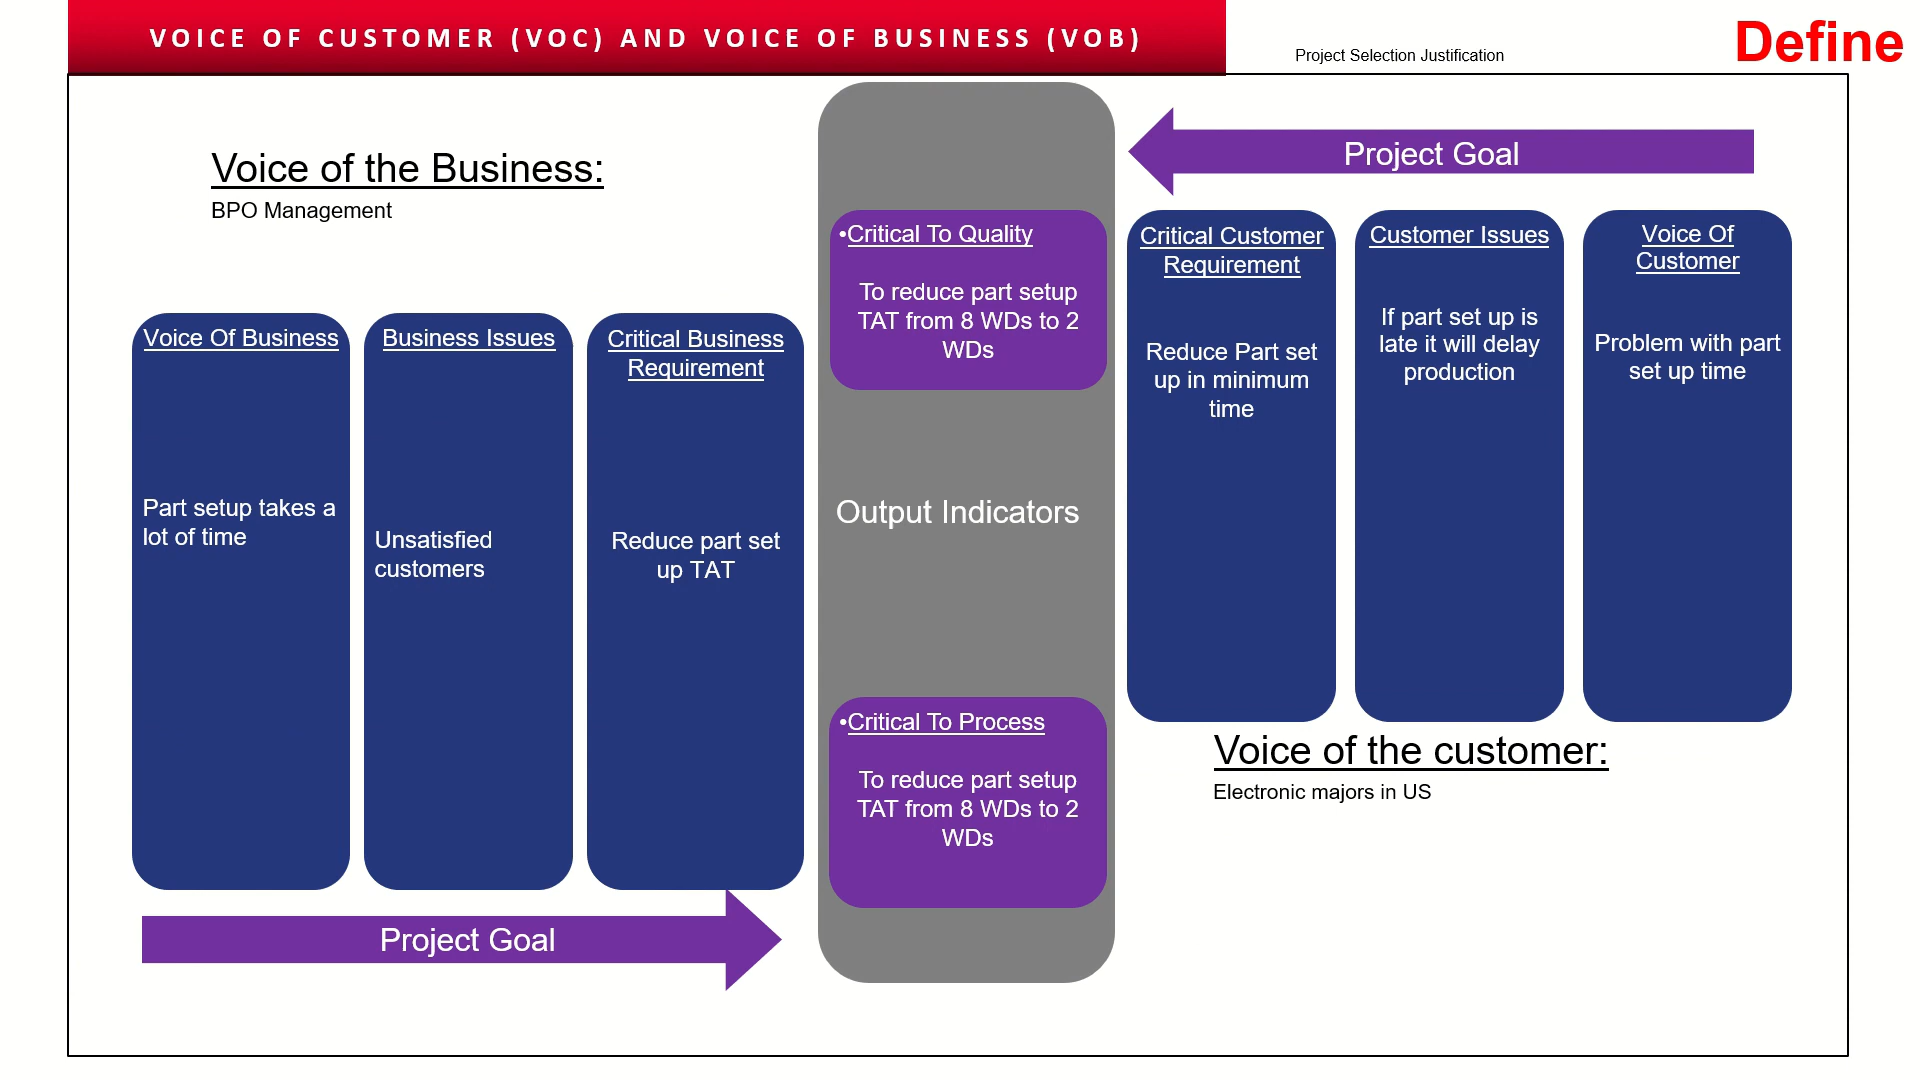 VOICE OF CUSTOMER (VOC) AND VOICE OF BUSINESS (VOB)
Project Selection Justification
Define
Voice of the Business:
BPO Management
Voice Of Business
Part setup takes a
lot of time
Business Issues
Unsatisfied
customers
Critical Business
Requirement
Reduce part set
up TAT
Project Goal
•Critical To Quality
To reduce part setup
TAT from 8 WDs to 2
WDs
Output Indicators
•Critical To Process
To reduce part setup
TAT from 8 WDs to 2
WDs
Project Goal
Critical Customer
Requirement
Reduce Part set
up in minimum
time
Customer Issues
If part set up is
late it will delay
production
Voice Of
Customer
Problem with part
set up time
Voice of the customer:
Electronic majors in US